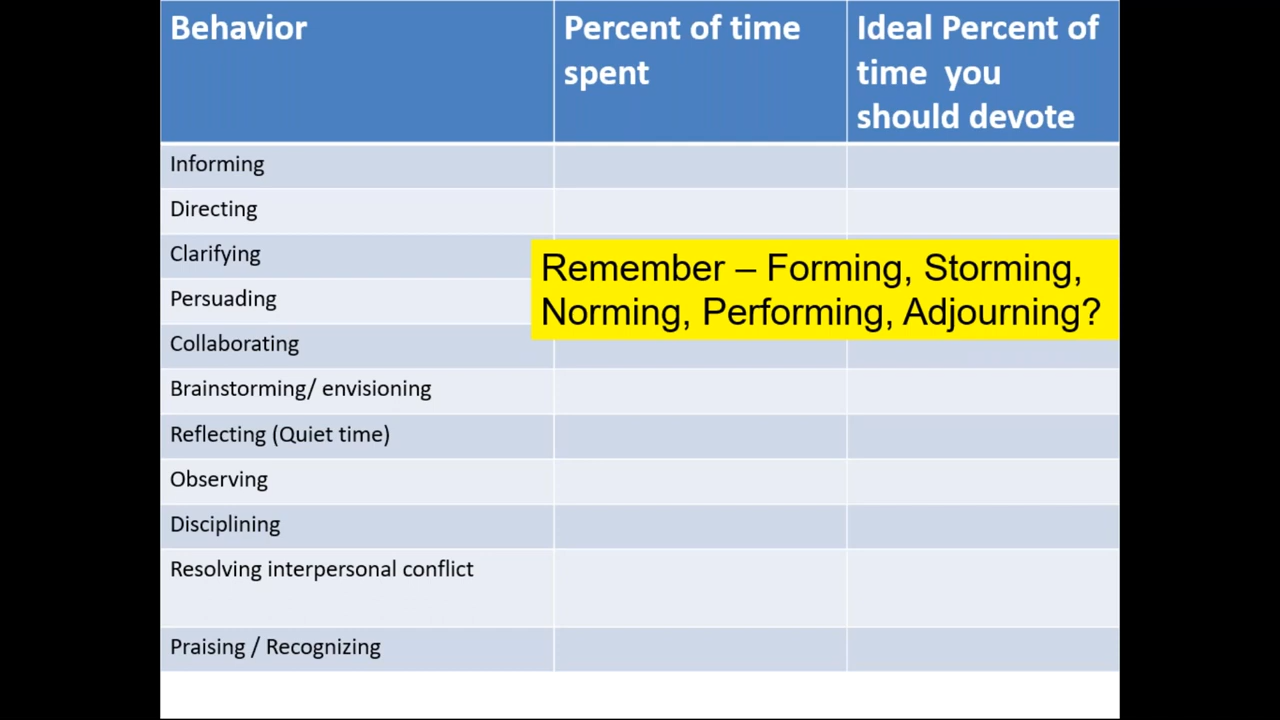 Behavior
Percent of time
spent
Ideal Percent of
time you
should devote
Informing
Directing
Clarifying
Persuading
Collaborating
Remember – Forming, Storming,
Norming, Performing, Adjourning?
Brainstorming/ envisioning
Reflecting (Quiet time)
Observing
Disciplining
Resolving interpersonal conflict
Praising / Recognizing